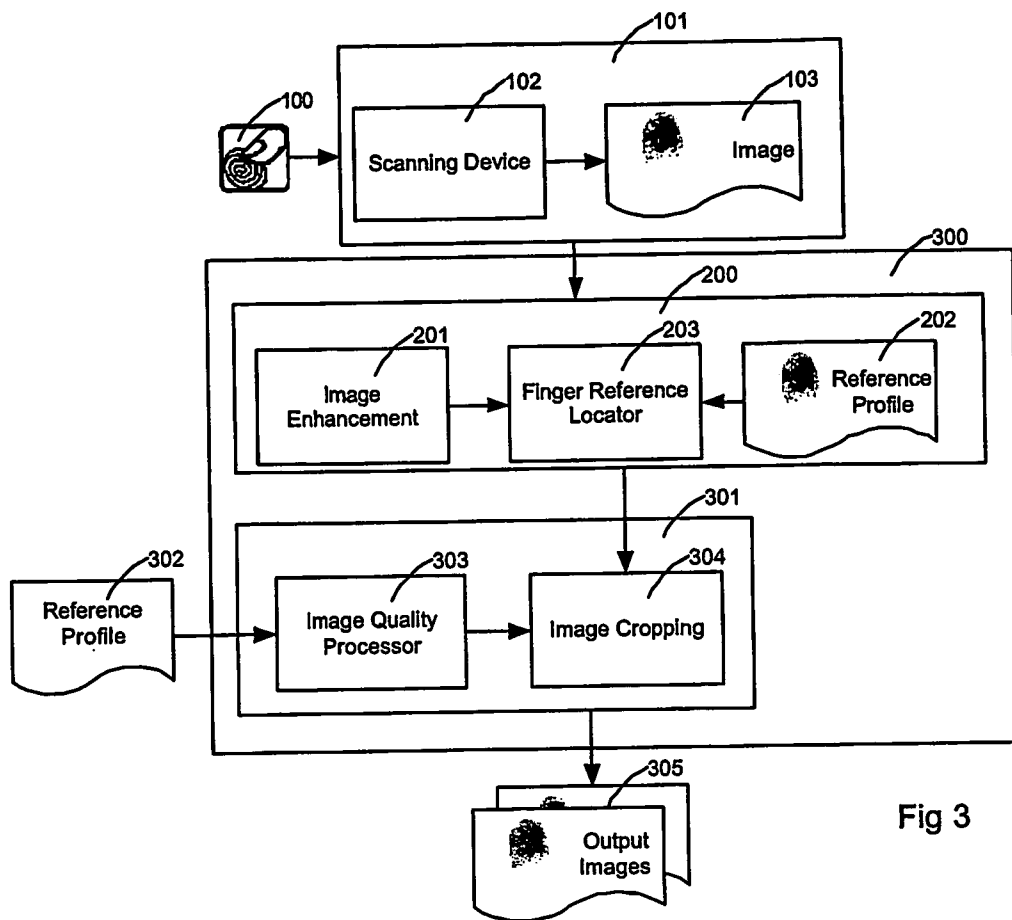 101
100
102
103
Scanning Device
Image
300
200
201
203
202
Image
Enhancement
Finger Reference
Locator
Reference
Profile
301
302
303
304
Reference
Profile
Image Quality
Processor
Image Cropping
305
Output
Images
Fig 3